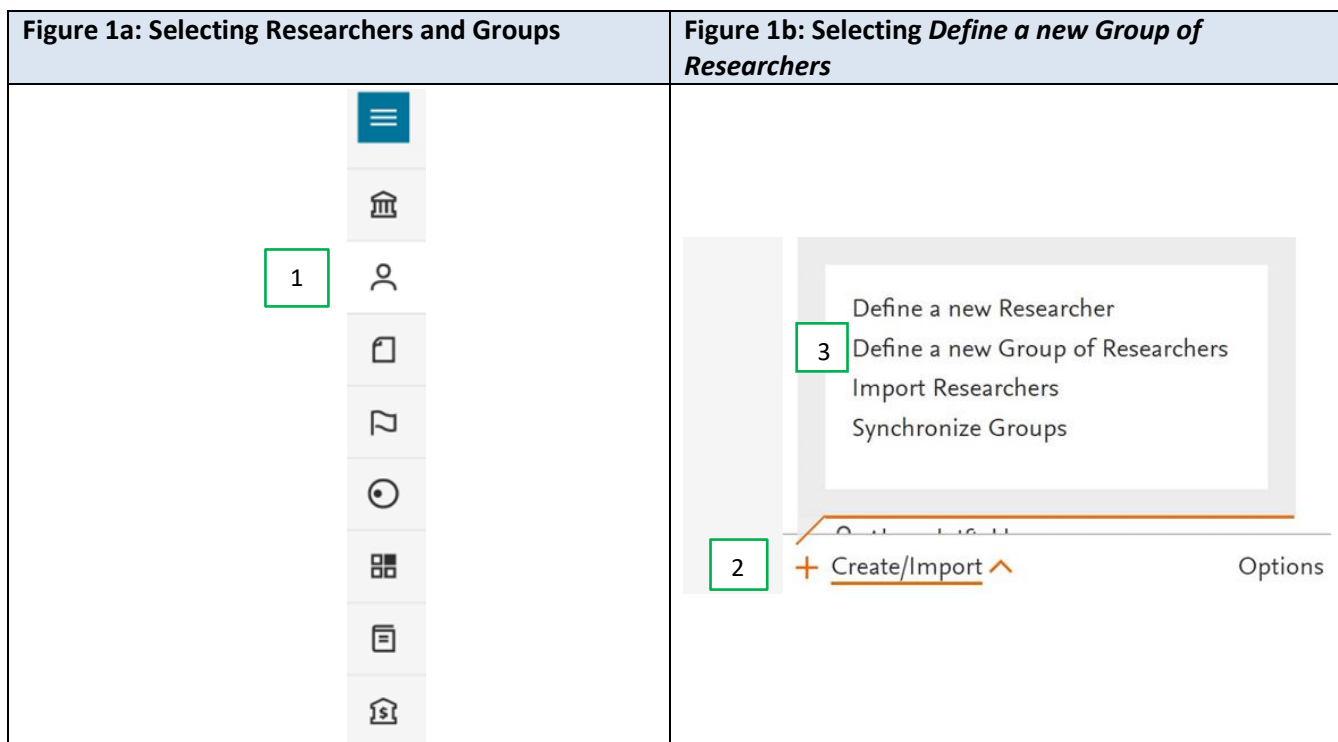 Figure 1a: Selecting Researchers and Groups
Figure 1b: Selecting Define a new Group of
Researchers
1
$
Define a new Researcher
3 Define a new Group of Researchers
Import Researchers
Synchronize Groups
2 + Create/Import
Options